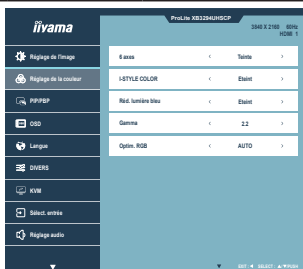 iiyama
ProLite XB3294UHSCP
3840 X 2160 60Hz
HDMI 1
Réglage de l'Image
Réglage de la couleur
PIP/PBP
OSD
Langue
DIVERS
KVM
Sélect. entrée
Réglage audio
6 axes ‹ Teinte ›
I-STYLE COLOR ‹ Eteint ›
Réd. lumière bleu ‹ Eteint ›
Gamma ‹ 2.2 ›
Optim. RGB ‹ AUTO ›
EXIT : ◀ SELECT : ▲/▼/PUSH